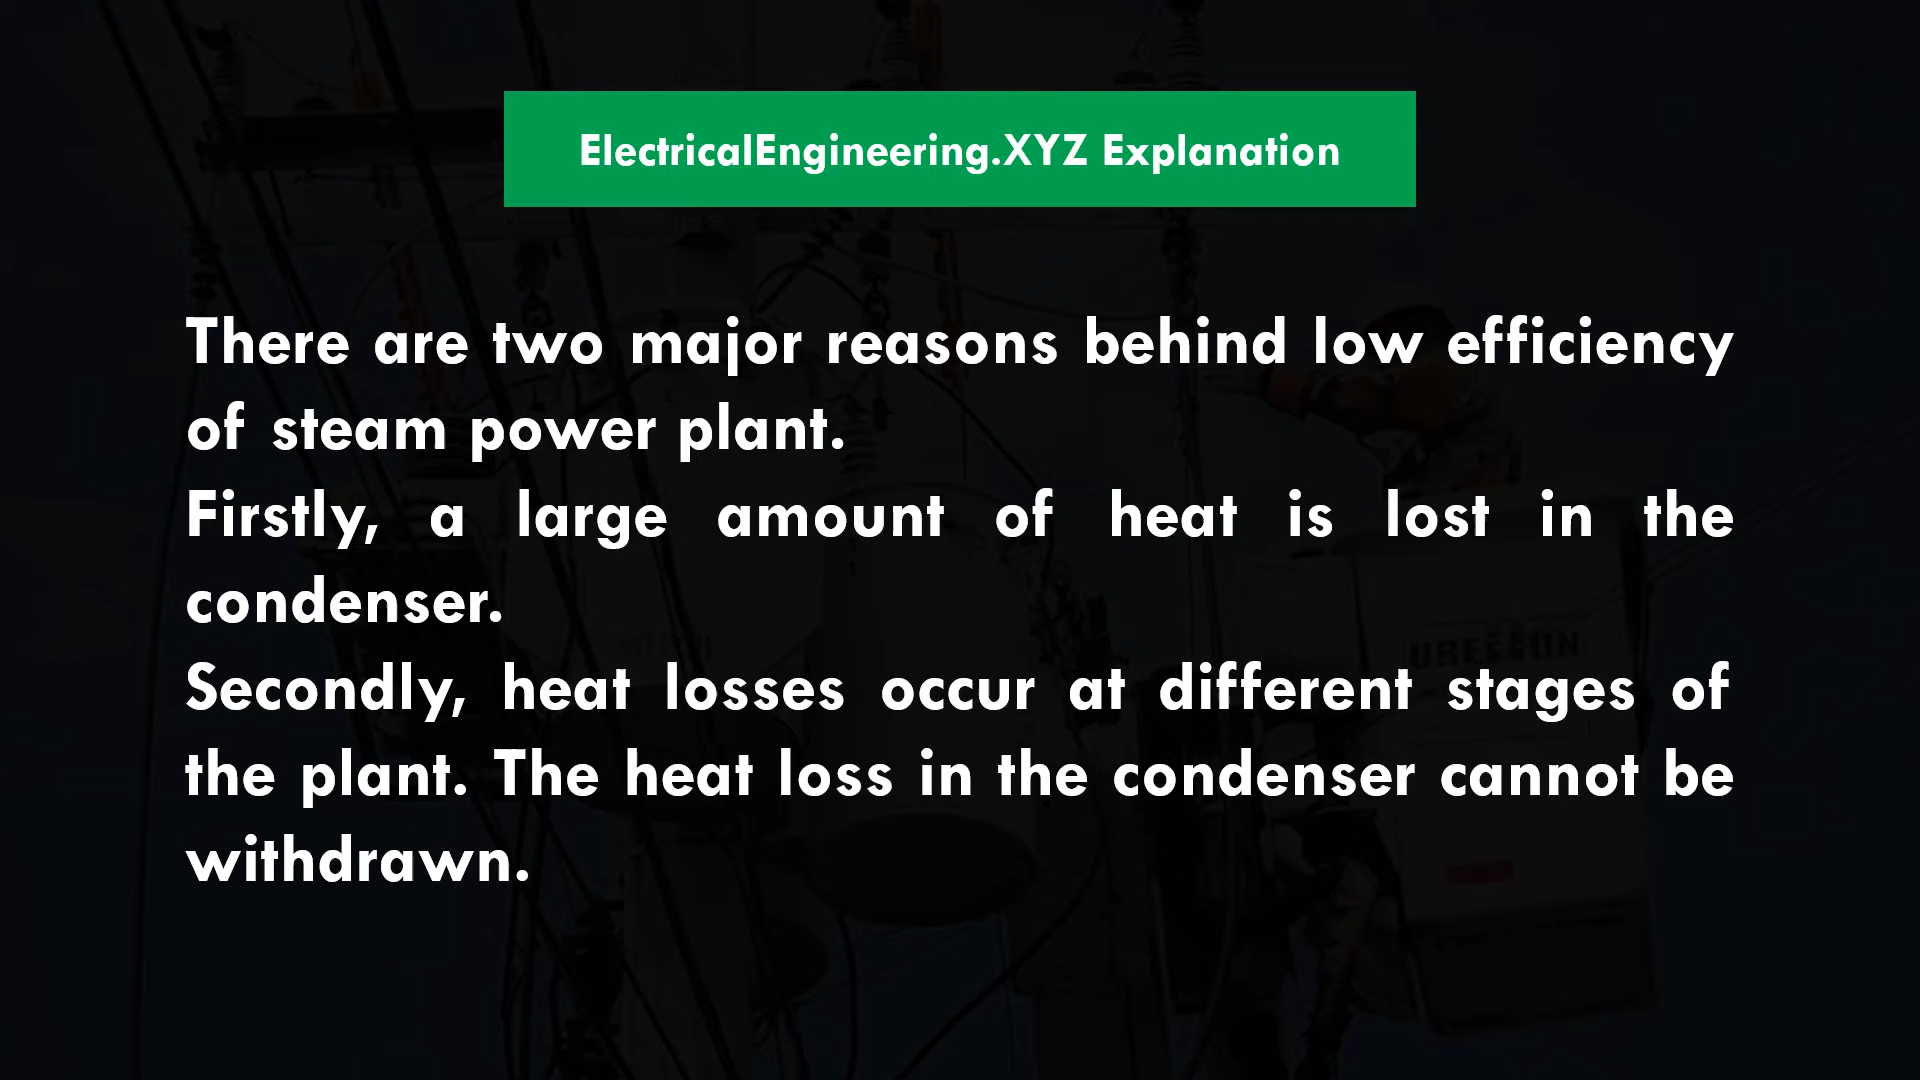 ElectricalEngineering.XYZ Explanation
There are two major reasons behind low efficiency
of steam power plant.
Firstly, a large amount of heat is lost in the
condenser.
Secondly, heat losses occur at different stages of
the plant. The heat loss in the condenser cannot be
withdrawn.